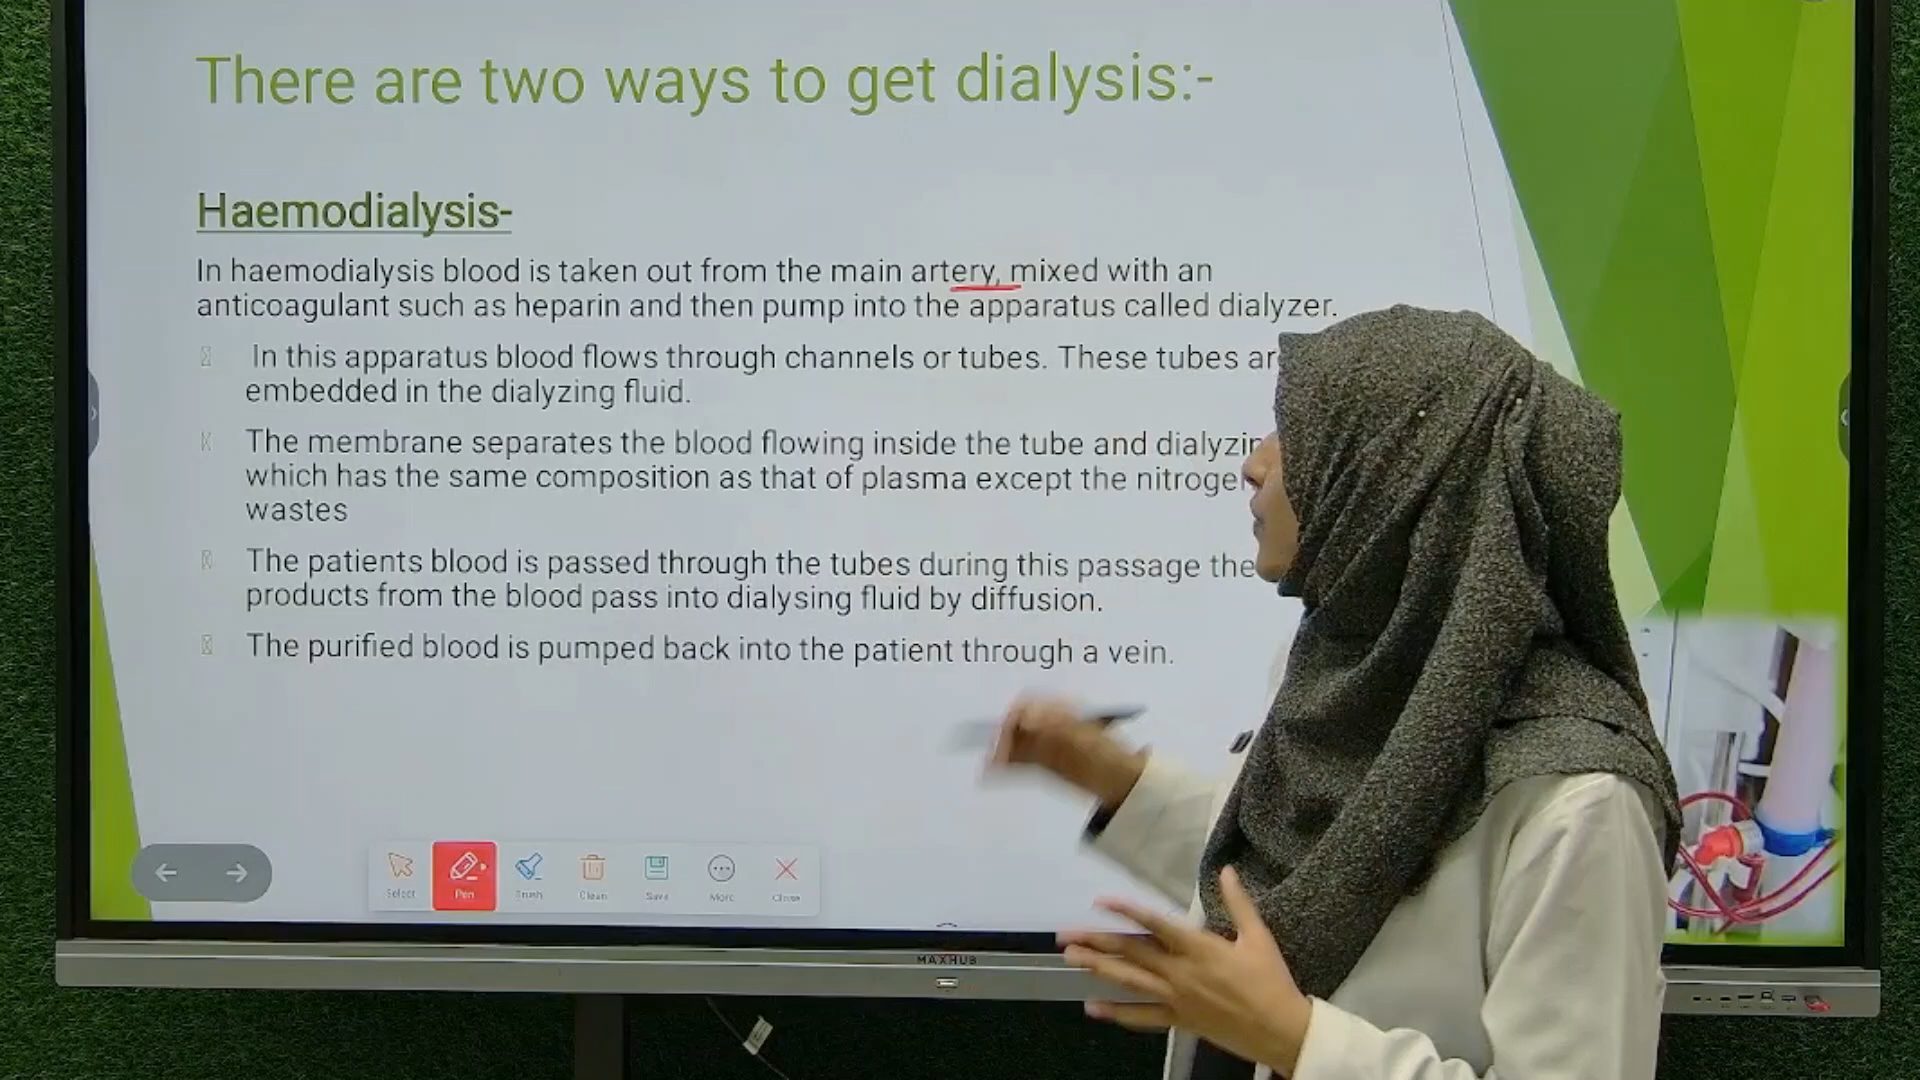 There are two ways to get dialysis:-
Haemodialysis-
In haemodialysis blood is taken out from the main artery, mixed with an
anticoagulant such as heparin and then pump into the apparatus called dialyzer.
In this apparatus blood flows through channels or tubes. These tubes
embedded in the dialyzing fluid.
The membrane separates the blood flowing inside the tube and
which has the same composition as that of plasma except the
wastes
The patients blood is passed through the tubes during this passage the
products from the blood pass into dialysing fluid by diffusion.
The purified blood is pumped back into the patient through a vein.
Select Pen Brush Clean Save More Close
MAXHUB